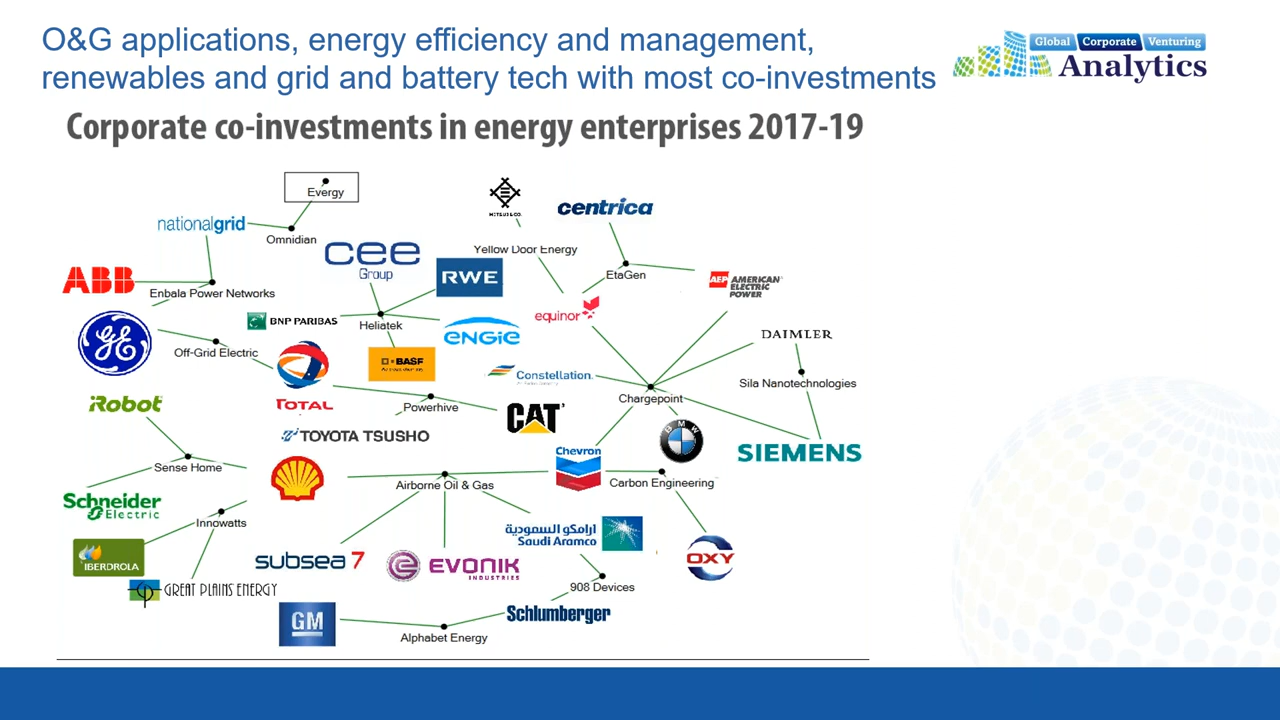 O&G applications, energy efficiency and management,
renewables and grid and battery tech with most co-investments
Global Corporate Venturing
Analytics
Corporate co-investments in energy enterprises 2017-19
Evergy
nationalgrid
Omnidian
MITSUI & CO.
centrica
cee
Group
Yellow Door Energy
ABB
Enbala Power Networks
RWE
EtaGen
AEP AMERICAN
ELECTRIC
POWER
GE
BNP PARIBAS
Heliatek
ENGIE
equinor
DAIMLER
Off-Grid Electric
BASF
Constellation
Sila Nanotechnologies
iRobot
TOTAL
Powerhive
CAT
Chargepoint
BMW
TOYOTA TSUSHO
SIEMENS
Chevron
Sense Home
Airborne Oil & Gas
Carbon Engineering
Schneider
Electric
Innowatts
ارامكو السعودية
Saudi Aramco
IBERDROLA
subsea 7
EVONIK
INDUSTRIES
OXY
GREAT PLAINS ENERGY
908 Devices
GM
Schlumberger
Alphabet Energy